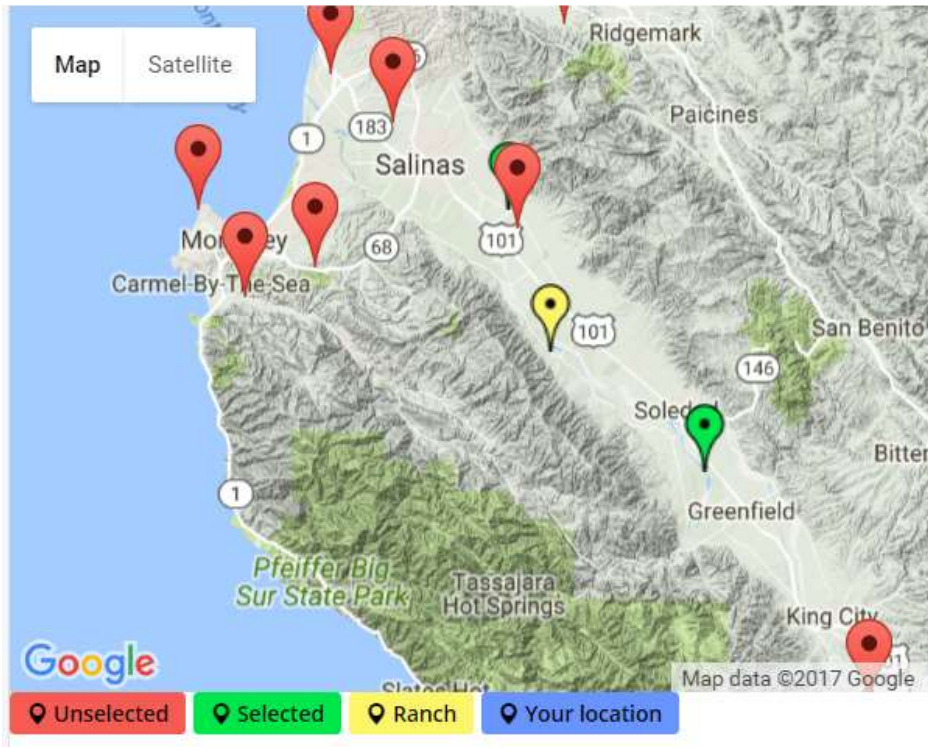 Ridgemark
Map Satellite
Paicines
183
1
Salinas
101
68
Carmel-By-The-Sea
101
San Benito
146
Bitter
1
Greenfield
Pfeiffer Big
Sur State Park
Tassajara
Hot Springs
King City
Google
Map data ©2017 Google
Slates Hot
Unselected Selected Ranch Your location